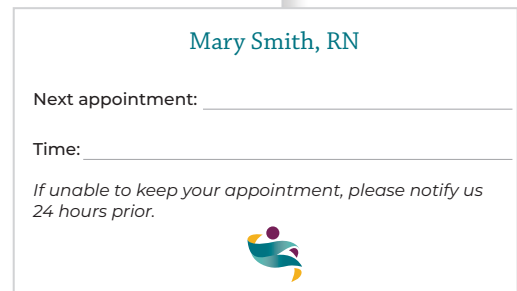 Mary Smith, RN
Next appointment:
Time:
If unable to keep your appointment, please notify us
24 hours prior.